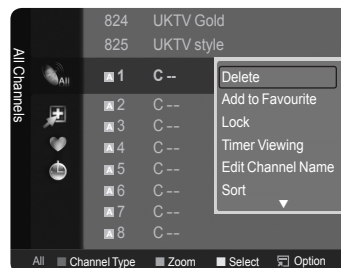 All Channels
All
824 UKTV Gold
825 UKTV style
A 1 C --
A 2 C --
A 3 C --
A 4 C --
A 5 C --
A 6 C --
A 7 C --
A 8 C --
Delete
Add to Favourite
Lock
Timer Viewing
Edit Channel Name
Sort
All Channel Type Zoom Select Option